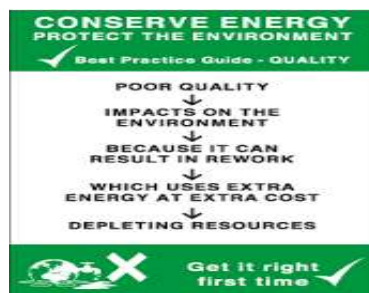 CONSERVE ENERGY
PROTECT THE ENVIRONMENT
Best Practice Guide - QUALITY
POOR QUALITY
IMPACTS ON THE
ENVIRONMENT
BECAUSE IT CAN
RESULT IN REWORK
WHICH USES EXTRA
ENERGY AT EXTRA COST
DEPLETING RESOURCES
Get it right
first time